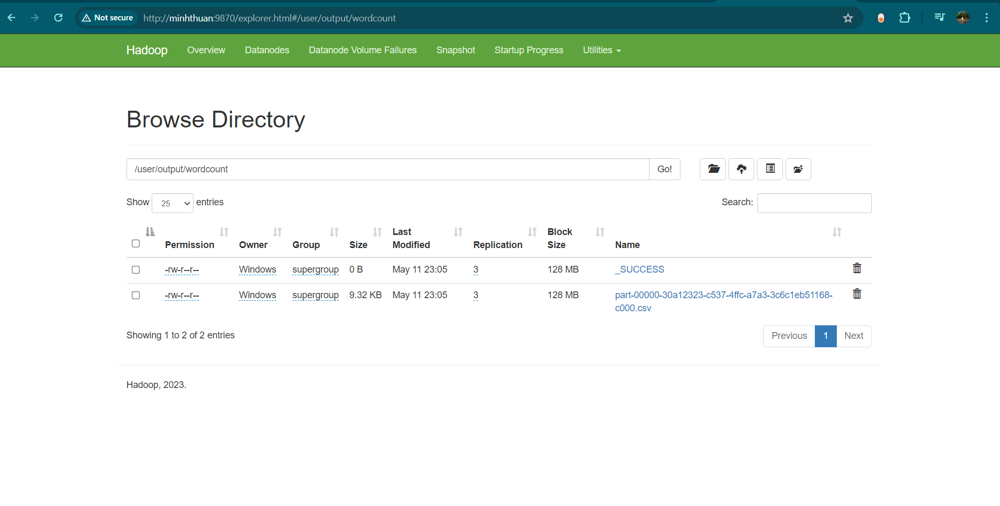 Not secure http://minhthuan:9870/explorer.html#/user/output/wordcount
Hadoop Overview Datanodes Datanode Volume Failures Snapshot Startup Progress Utilities
Browse Directory
/user/output/wordcount Go!
Show 25 entries Search:
Permission Owner Group Size Last Modified Replication Block Size Name
-rw-r--r-- Windows supergroup 0 B May 11 23:05 3 128 MB _SUCCESS
-rw-r--r-- Windows supergroup 9.32 KB May 11 23:05 3 128 MB part-00000-30a12323-c537-4ffc-a7a3-3c6c1eb51168-
c000.csv
Showing 1 to 2 of 2 entries Previous 1 Next
Hadoop, 2023.